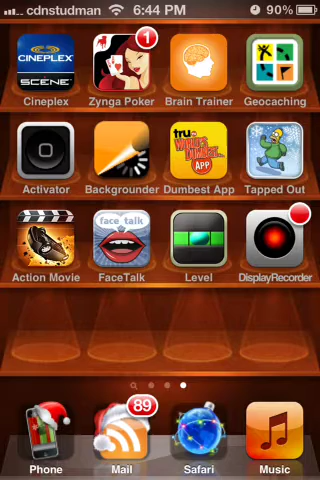 cdnstudman 6:44 PM 90%
CINEPLEX
SCENE
1
Cineplex Zynga Poker Brain Trainer Geocaching
tru
WORLD'S
DUMBEST
APP
Activator Backgrounder Dumbest App Tapped Out
face talk
Action Movie FaceTalk Level DisplayRecorder
89
Phone Mail Safari Music